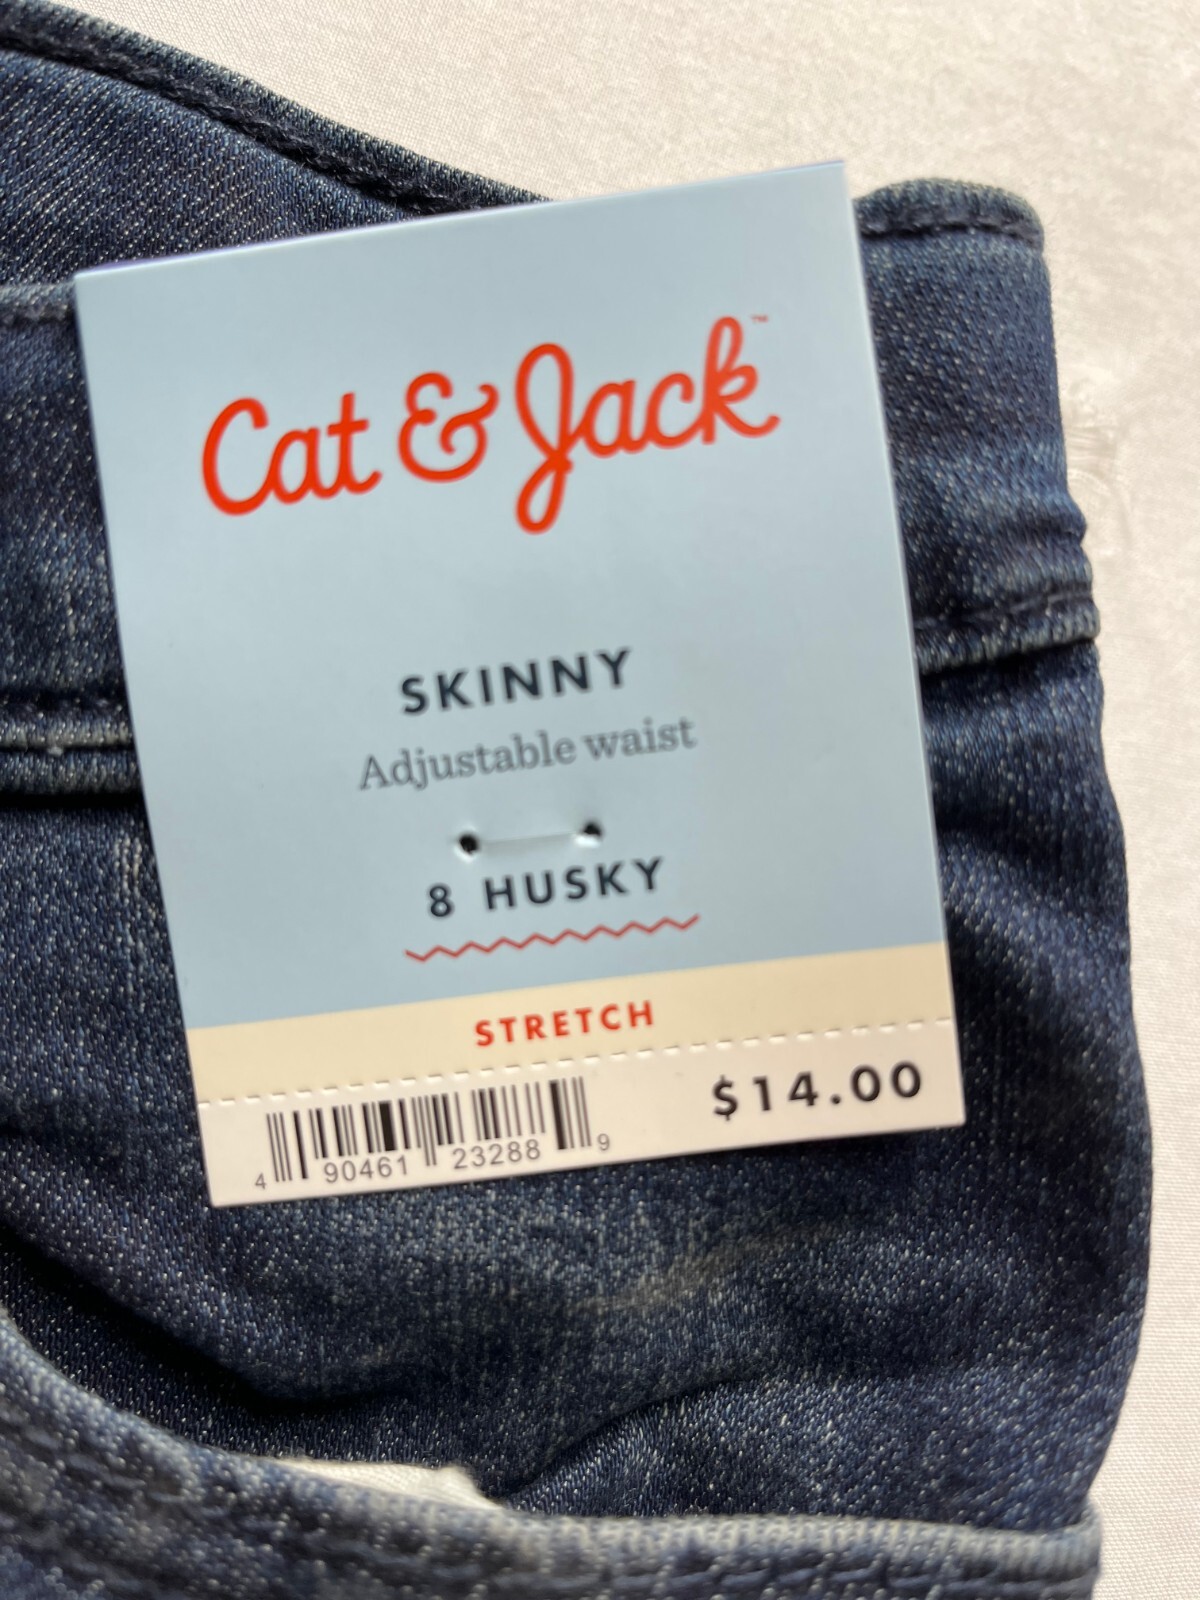 Cat & Jack™
SKINNY
Adjustable waist
8 HUSKY
STRETCH
$14.00
4 90461 23288 9